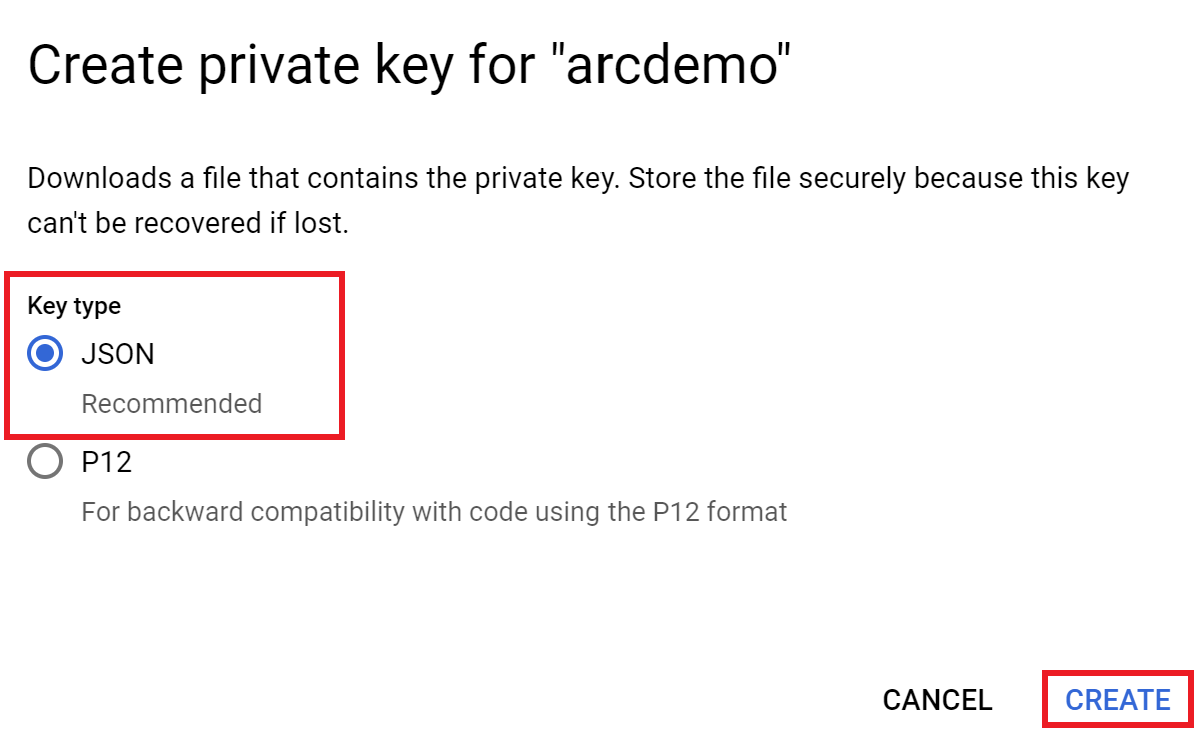 Create private key for "arcdemo"
Downloads a file that contains the private key. Store the file securely because this key
can't be recovered if lost.
Key type
JSON
Recommended
P12
For backward compatibility with code using the P12 format
CANCEL CREATE